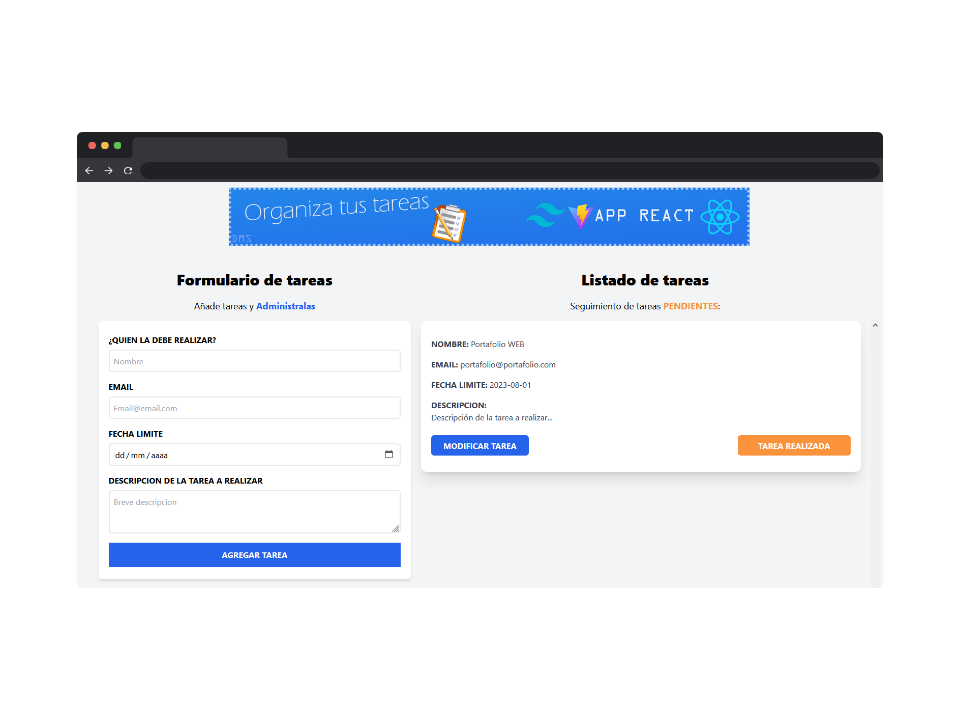 Organiza tus tareas
APP REACT
DMS
Formulario de tareas
Añade tareas y Administralas
¿QUIEN LA DEBE REALIZAR?
Nombre
EMAIL
Email@email.com
FECHA LIMITE
dd/mm/aaaa
DESCRIPCION DE LA TAREA A REALIZAR
Breve descripcion
AGREGAR TAREA
Listado de tareas
Seguimiento de tareas PENDIENTES:
NOMBRE: Portafolio WEB
EMAIL: portafolio@portafolio.com
FECHA LIMITE: 2023-08-01
DESCRIPCION:
Descripción de la tarea a realizar...
MODIFICAR TAREA
TAREA REALIZADA